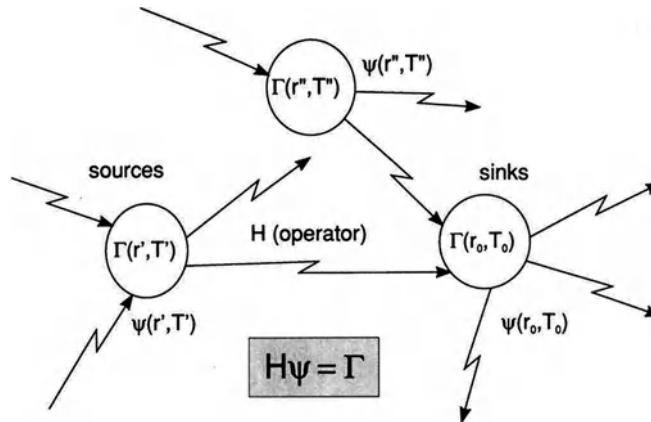 Γ(r",T")
ψ(r",T")
sources
sinks
Γ(r',T')
H (operator)
Γ(r₀,T₀)
ψ(r',T')
ψ(r₀,T₀)
Hψ = Γ